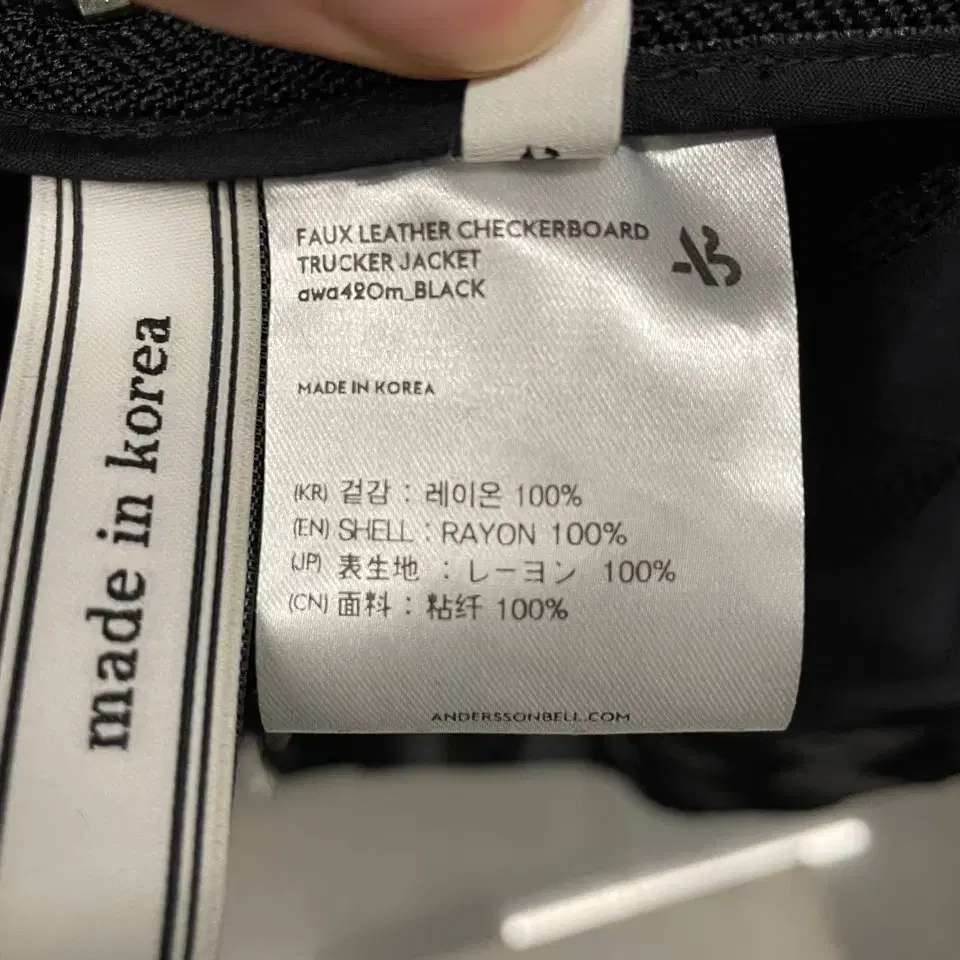 made in korea
FAUX LEATHER CHECKERBOARD
TRUCKER JACKET
awa420m_BLACK
MADE IN KOREA
(KR) 겉감 : 레이온 100%
(EN) SHELL : RAYON 100%
(JP) 表生地 : レーヨン 100%
(CN) 面料 : 粘纤 100%
ANDERSSONBELL.COM